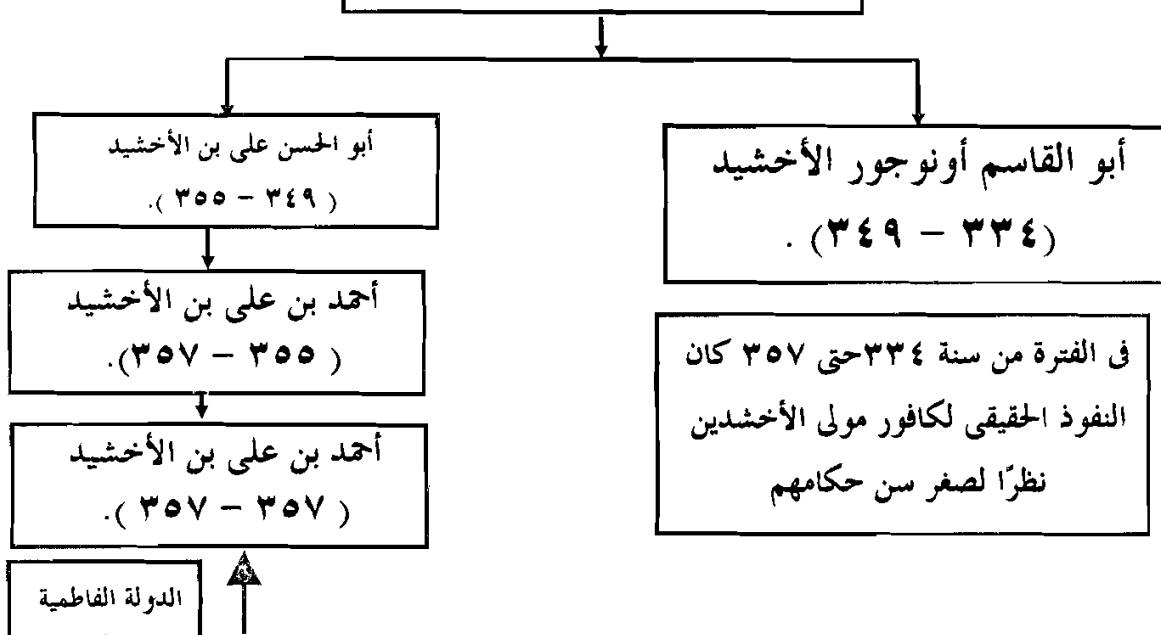 أبو القاسم أونوجور الأخشيد
(٣٣٤ – ٣٤٩) .
فى الفترة من سنة ٣٣٤حتى ٣٥٧ كان
النفوذ الحقيقى لكافور مولى الأخشدين
نظرًا لصغر سن حكامهم
أبو الحسن على بن الأخشيد
( ٣٤٩ – ٣٥٥ ).
أحمد بن على بن الأخشيد
( ٣٥٥ – ٣٥٧).
أحمد بن على بن الأخشيد
( ٣٥٧ – ٣٥٧ ).
الدولة الفاطمية